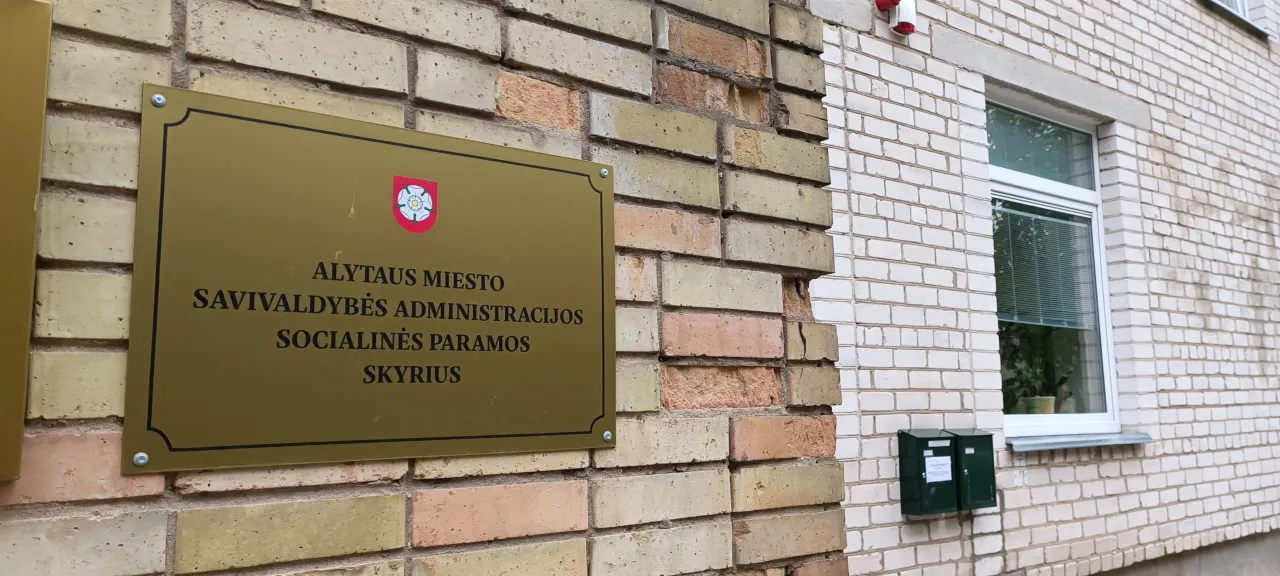 ALYTAUS MIESTO
SAVIVALDYBĖS ADMINISTRACIJOS
SOCIALINĖS PARAMOS
SKYRIUS